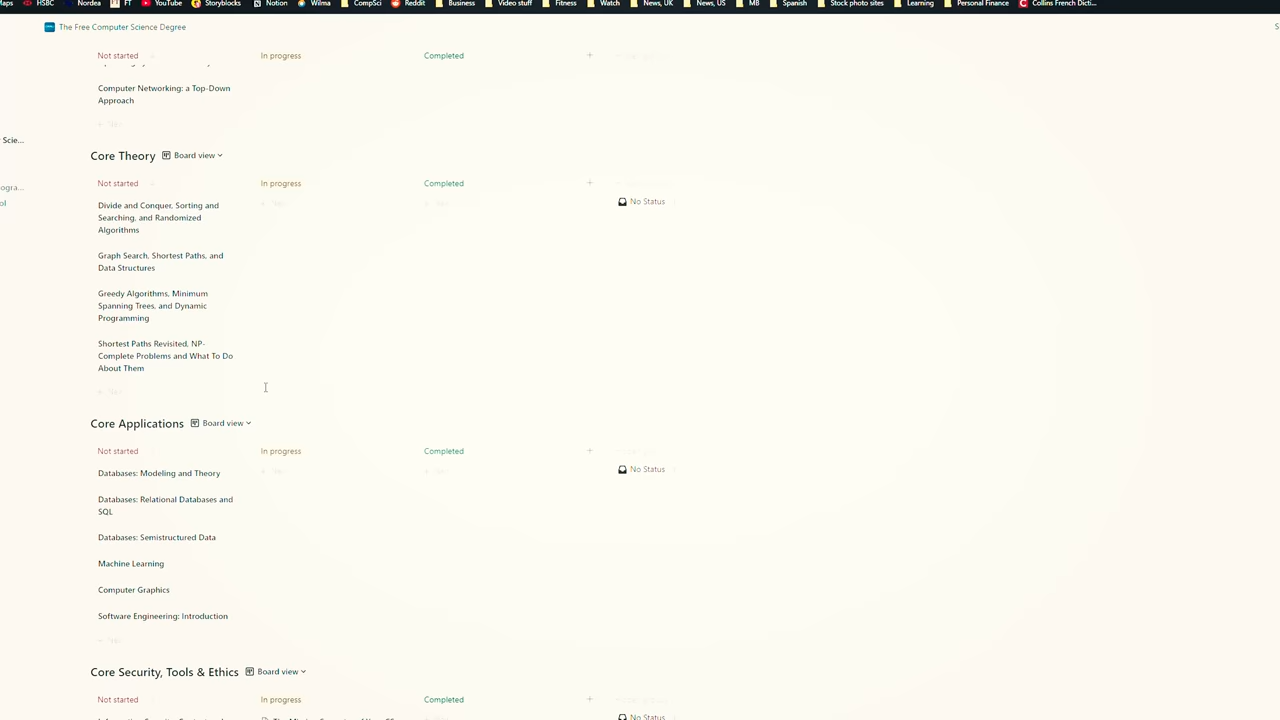 HSBC Nordea FT YouTube Storyblocks Notion Wilma CompSci Reddit Business Video stuff Fitness Watch News, UK News, US MB Spanish Stock photo sites Learning Personal Finance Collins French Dicti...
The Free Computer Science Degree
Not started In progress Completed +
Computer Networking: a Top-Down
Approach
Scie...
Core Theory Board view
Not started In progress Completed +
No Status
Divide and Conquer, Sorting and
Searching, and Randomized
Algorithms
Graph Search, Shortest Paths, and
Data Structures
Greedy Algorithms, Minimum
Spanning Trees, and Dynamic
Programming
Shortest Paths Revisited, NP-
Complete Problems and What To Do
About Them
Core Applications Board view
Not started In progress Completed +
No Status
Databases: Modeling and Theory
Databases: Relational Databases and
SQL
Databases: Semistructured Data
Machine Learning
Computer Graphics
Software Engineering: Introduction
Core Security, Tools & Ethics Board view
Not started In progress Completed +
No Status